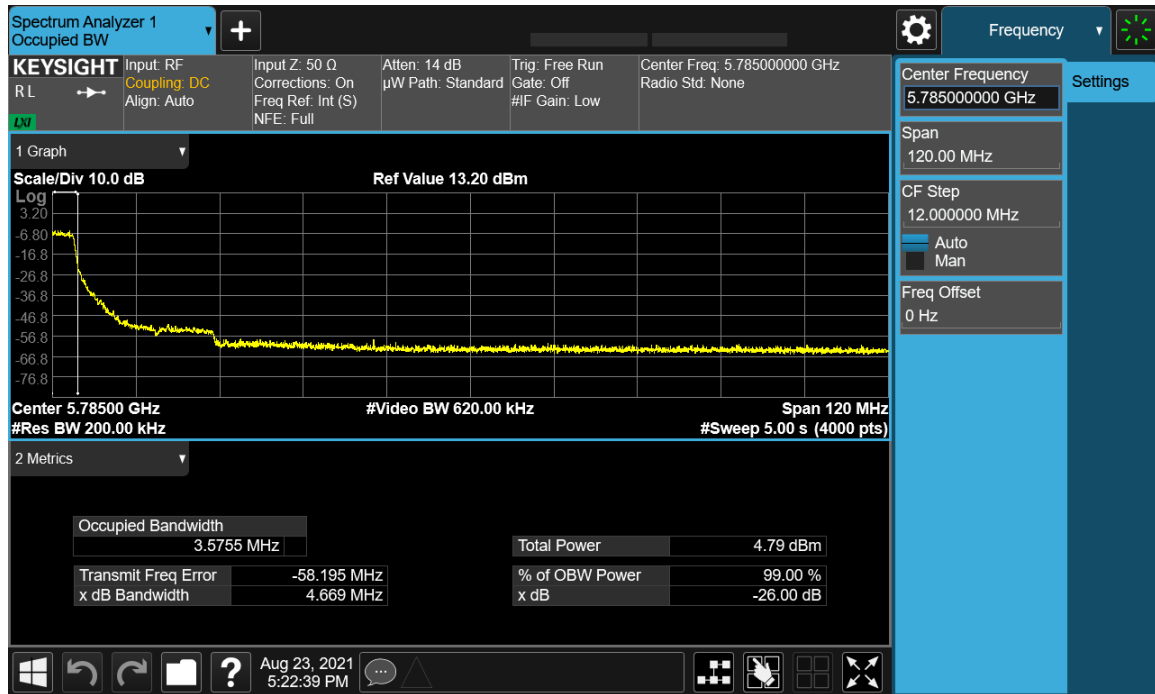 Spectrum Analyzer 1
Occupied BW
Frequency
KEYSIGHT
R L
LXI
Input: RF
Coupling: DC
Align: Auto
Input Z: 50 Ω
Corrections: On
Freq Ref: Int (S)
NFE: Full
Atten: 14 dB
µW Path: Standard
Trig: Free Run
Gate: Off
#IF Gain: Low
Center Freq: 5.785000000 GHz
Radio Std: None
1 Graph
Scale/Div 10.0 dB
Ref Value 13.20 dBm
Log
3.20
-6.80
-16.8
-26.8
-36.8
-46.8
-56.8
-66.8
-76.8
Center 5.78500 GHz
#Video BW 620.00 kHz
Span 120 MHz
#Res BW 200.00 kHz
#Sweep 5.00 s (4000 pts)
2 Metrics
Occupied Bandwidth
3.5755 MHz
Total Power 4.79 dBm
Transmit Freq Error -58.195 MHz
% of OBW Power 99.00 %
x dB Bandwidth 4.669 MHz
x dB -26.00 dB
Aug 23, 2021
5:22:39 PM
Center Frequency
5.785000000 GHz
Settings
Span
120.00 MHz
CF Step
12.000000 MHz
Auto
Man
Freq Offset
0 Hz